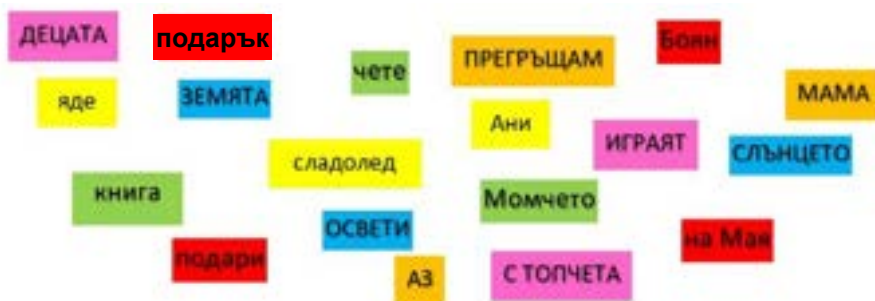 ДЕЦАТА
подарък
чете
ПРЕГРЪЩАМ
Боян
яде
ЗЕМЯТА
Ани
МАМА
сладолед
ИГРАЯТ
СЛЪНЦЕТО
книга
ОСВЕТИ
Момчето
на Мая
подари
АЗ
С ТОПЧЕТА